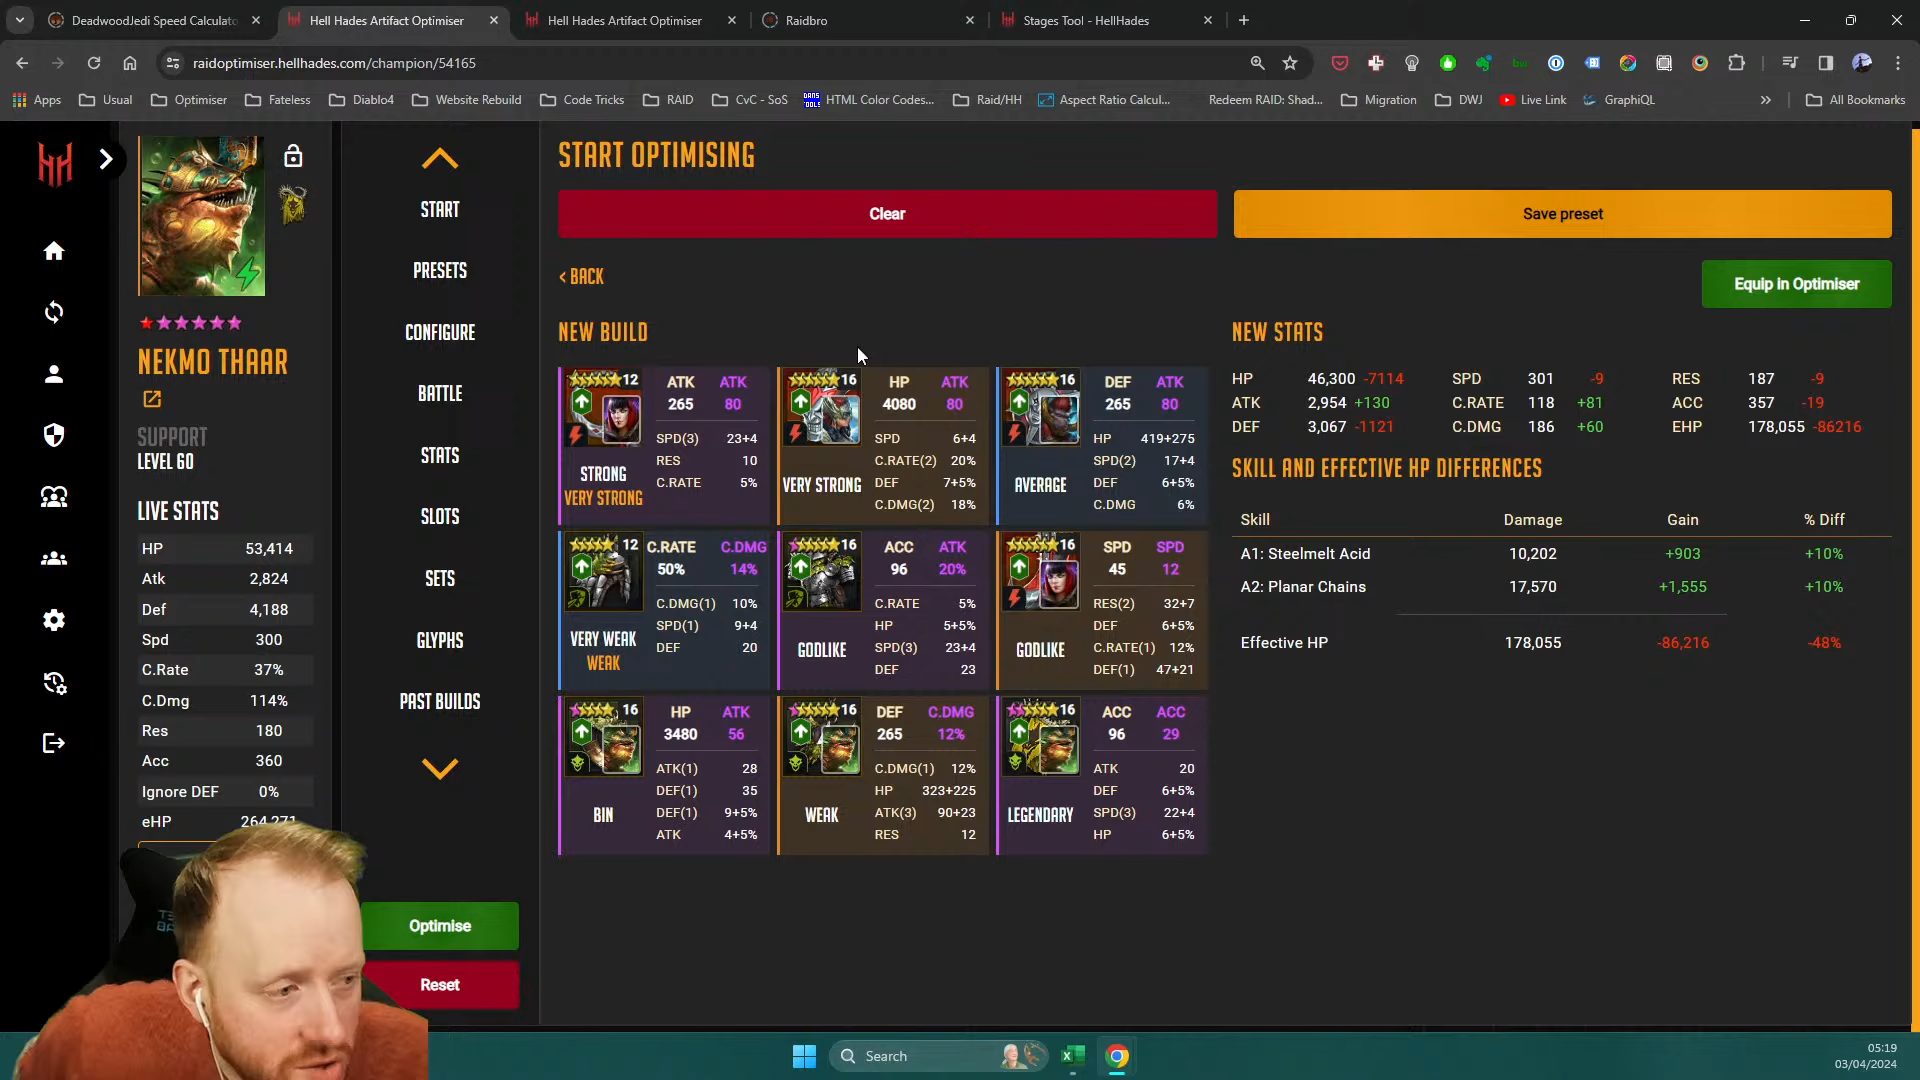 DeadwoodJedi Speed Calculato
Hell Hades Artifact Optimiser
Hell Hades Artifact Optimiser
Raidbro
Stages Tool - HellHades
raidoptimiser.hellhades.com/champion/54165
Apps
Usual
Optimiser
Fateless
Diablo4
Website Rebuild
Code Tricks
RAID
CvC - SoS
HTML Color Codes...
Raid/HH
Aspect Ratio Calcul...
Redeem RAID: Shad...
Migration
DWJ
Live Link
GraphiQL
All Bookmarks
NEKMO THAAR
SUPPORT
LEVEL 60
LIVE STATS
HP 53,414
Atk 2,824
Def 4,188
Spd 300
C.Rate 37%
C.Dmg 114%
Res 180
Acc 360
Ignore DEF 0%
eHP 264,271
START
PRESETS
CONFIGURE
BATTLE
STATS
SLOTS
SETS
GLYPHS
PAST BUILDS
Optimise
Reset
START OPTIMISING
Clear
Save preset
< BACK
Equip in Optimiser
NEW BUILD
12 ATK ATK
265 80
SPD(3) 23+4
RES 10
C.RATE 5%
STRONG
VERY STRONG
16 HP ATK
4080 80
SPD 6+4
C.RATE(2) 20%
DEF 7+5%
C.DMG(2) 18%
VERY STRONG
16 DEF ATK
265 80
HP 419+275
SPD(2) 17+4
DEF 6+5%
C.DMG 6%
AVERAGE
12 C.RATE C.DMG
50% 14%
C.DMG(1) 10%
SPD(1) 9+4
DEF 20
VERY WEAK
WEAK
16 ACC ATK
96 20%
C.RATE 5%
HP 5+5%
SPD(3) 23+4
DEF 23
GODLIKE
16 SPD SPD
45 12
RES(2) 32+7
DEF 6+5%
C.RATE(1) 12%
DEF(1) 47+21
GODLIKE
16 HP ATK
3480 56
ATK(1) 28
DEF(1) 35
DEF(1) 9+5%
ATK 4+5%
BIN
16 DEF C.DMG
265 12%
C.DMG(1) 12%
HP 323+225
ATK(3) 90+23
RES 12
WEAK
16 ACC ACC
96 29
ATK 20
DEF 6+5%
SPD(3) 22+4
HP 6+5%
LEGENDARY
NEW STATS
HP 46,300 -7114 SPD 301 -9 RES 187 -9
ATK 2,954 +130 C.RATE 118 +81 ACC 357 -19
DEF 3,067 -1121 C.DMG 186 +60 EHP 178,055 -86216
SKILL AND EFFECTIVE HP DIFFERENCES
Skill Damage Gain % Diff
A1: Steelmelt Acid 10,202 +903 +10%
A2: Planar Chains 17,570 +1,555 +10%
Effective HP 178,055 -86,216 -48%
Search
05:19
03/04/2024